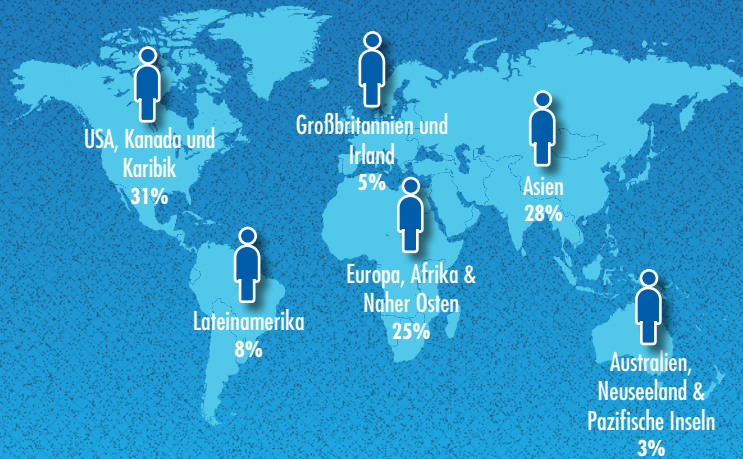 USA, Kanada und
Karibik
31%
Großbritannien und
Irland
5%
Asien
28%
Europa, Afrika &
Naher Osten
25%
Lateinamerika
8%
Australien,
Neuseeland &
Pazifische Inseln
3%